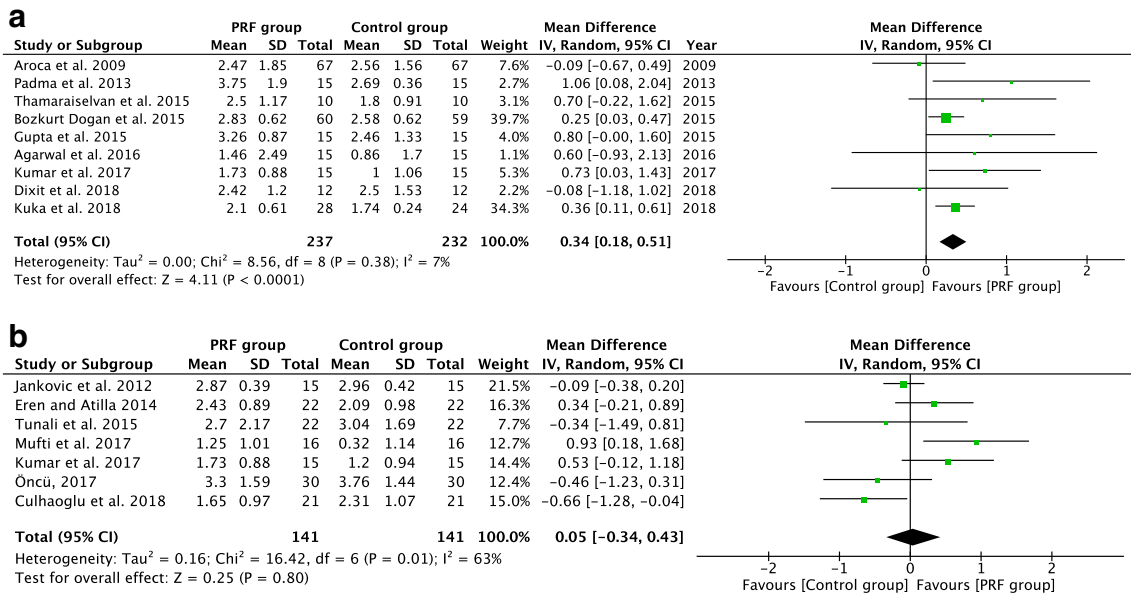 a
PRF group Control group Mean Difference Mean Difference
Study or Subgroup Mean SD Total Mean SD Total Weight IV, Random, 95% CI Year IV, Random, 95% CI
Aroca et al. 2009 2.47 1.85 67 2.56 1.56 67 7.6% −0.09 [−0.67, 0.49] 2009
Padma et al. 2013 3.75 1.9 15 2.69 0.36 15 2.7% 1.06 [0.08, 2.04] 2013
Thamaraiselvan et al. 2015 2.5 1.17 10 1.8 0.91 10 3.1% 0.70 [−0.22, 1.62] 2015
Bozkurt Dogan et al. 2015 2.83 0.62 60 2.58 0.62 59 39.7% 0.25 [0.03, 0.47] 2015
Gupta et al. 2015 3.26 0.87 15 2.46 1.33 15 4.0% 0.80 [−0.00, 1.60] 2015
Agarwal et al. 2016 1.46 2.49 15 0.86 1.7 15 1.1% 0.60 [−0.93, 2.13] 2016
Kumar et al. 2017 1.73 0.88 15 1 1.06 15 5.3% 0.73 [0.03, 1.43] 2017
Dixit et al. 2018 2.42 1.2 12 2.5 1.53 12 2.2% −0.08 [−1.18, 1.02] 2018
Kuka et al. 2018 2.1 0.61 28 1.74 0.24 24 34.3% 0.36 [0.11, 0.61] 2018
Total (95% CI) 237 232 100.0% 0.34 [0.18, 0.51]
Heterogeneity: Tau² = 0.00; Chi² = 8.56, df = 8 (P = 0.38); I² = 7%
Test for overall effect: Z = 4.11 (P < 0.0001)
−2 −1 0 1 2
Favours [Control group] Favours [PRF group]
b
PRF group Control group Mean Difference Mean Difference
Study or Subgroup Mean SD Total Mean SD Total Weight IV, Random, 95% CI IV, Random, 95% CI
Jankovic et al. 2012 2.87 0.39 15 2.96 0.42 15 21.5% −0.09 [−0.38, 0.20]
Eren and Atilla 2014 2.43 0.89 22 2.09 0.98 22 16.3% 0.34 [−0.21, 0.89]
Tunali et al. 2015 2.7 2.17 22 3.04 1.69 22 7.7% −0.34 [−1.49, 0.81]
Mufti et al. 2017 1.25 1.01 16 0.32 1.14 16 12.7% 0.93 [0.18, 1.68]
Kumar et al. 2017 1.73 0.88 15 1.2 0.94 15 14.4% 0.53 [−0.12, 1.18]
Öncü, 2017 3.3 1.59 30 3.76 1.44 30 12.4% −0.46 [−1.23, 0.31]
Culhaoglu et al. 2018 1.65 0.97 21 2.31 1.07 21 15.0% −0.66 [−1.28, −0.04]
Total (95% CI) 141 141 100.0% 0.05 [−0.34, 0.43]
Heterogeneity: Tau² = 0.16; Chi² = 16.42, df = 6 (P = 0.01); I² = 63%
Test for overall effect: Z = 0.25 (P = 0.80)
−2 −1 0 1 2
Favours [Control group] Favours [PRF group]